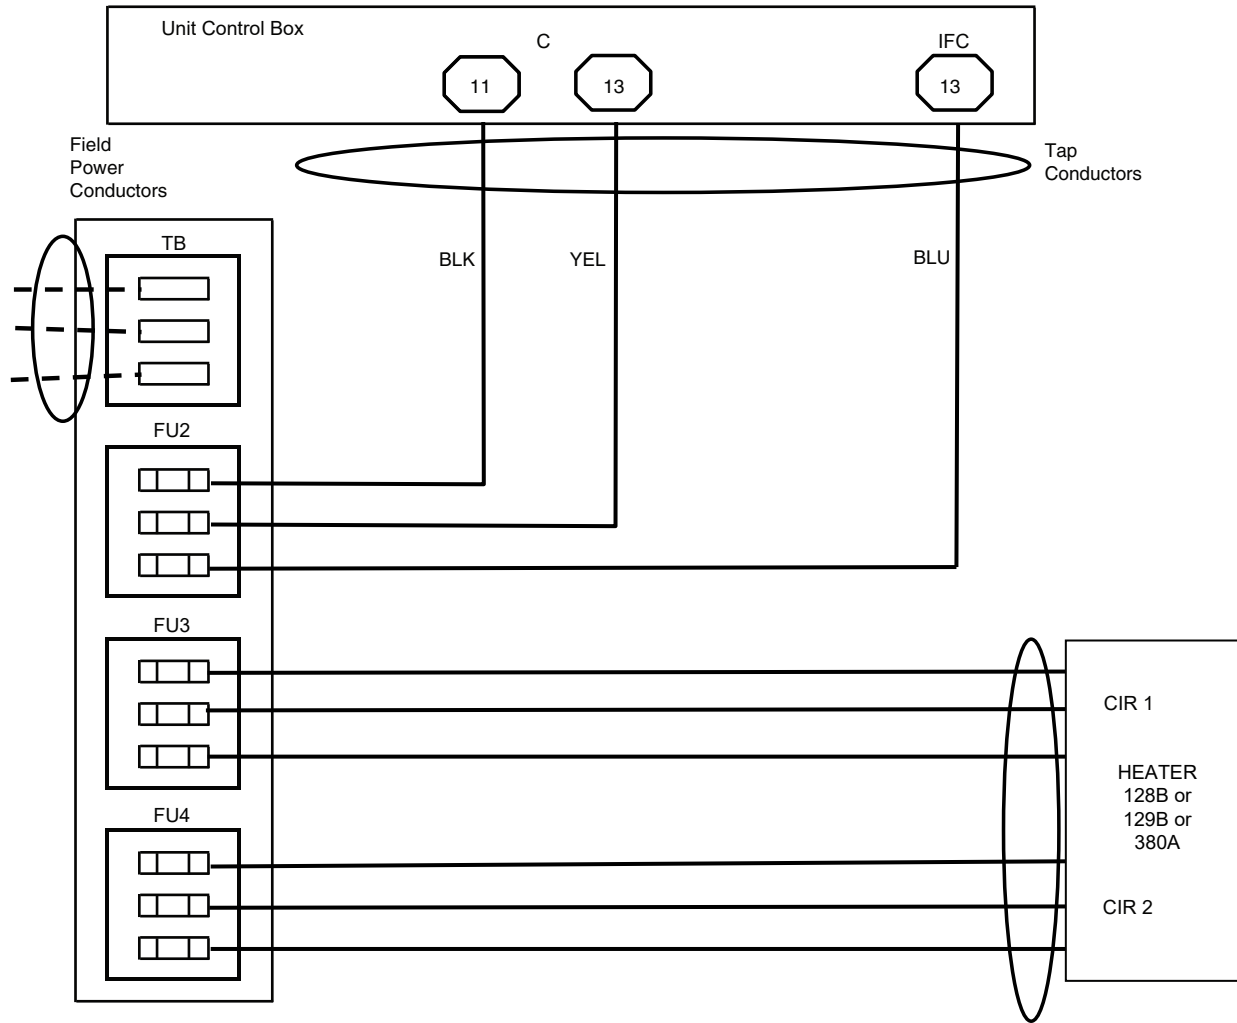 Unit Control Box
C
IFC
11
13
13
Field
Power
Conductors
Tap
Conductors
TB
BLK
YEL
BLU
FU2
FU3
CIR 1
HEATER
128B or
129B or
380A
FU4
CIR 2